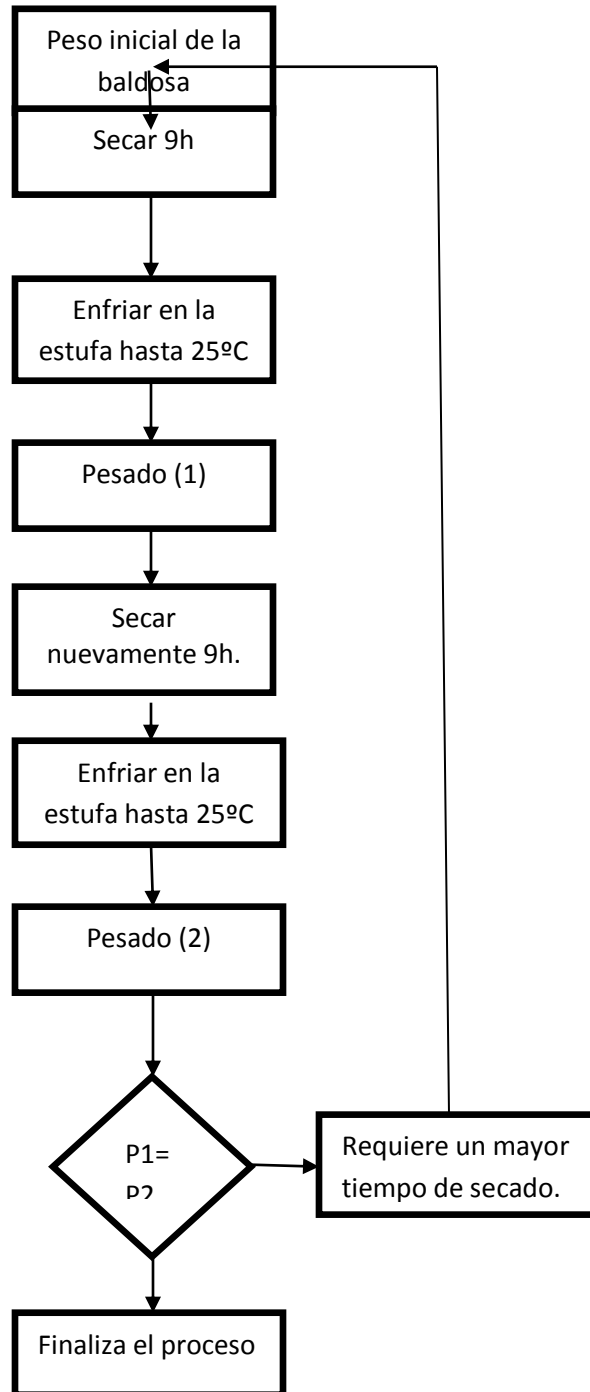 Peso inicial de la
baldosa
Secar 9h
Enfriar en la
estufa hasta 25ºC
Pesado (1)
Secar
nuevamente 9h.
Enfriar en la
estufa hasta 25ºC
Pesado (2)
P1=
P2
Requiere un mayor
tiempo de secado.
Finaliza el proceso